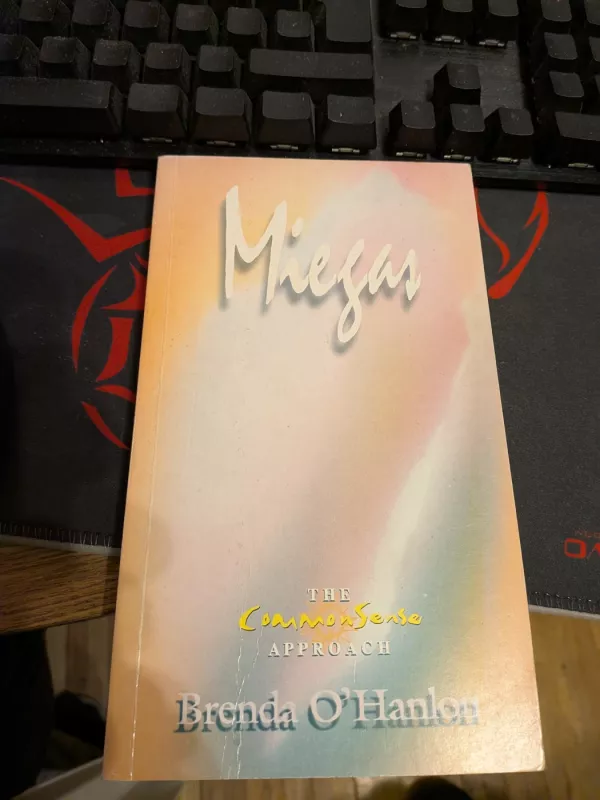 Miegas
THE
CommonSense
APPROACH
Brenda O'Hanlon